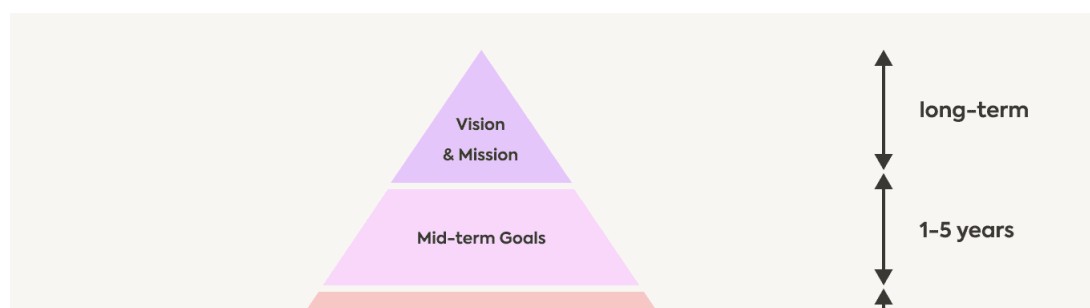 Vision
& Mission
long-term
Mid-term Goals
1-5 years